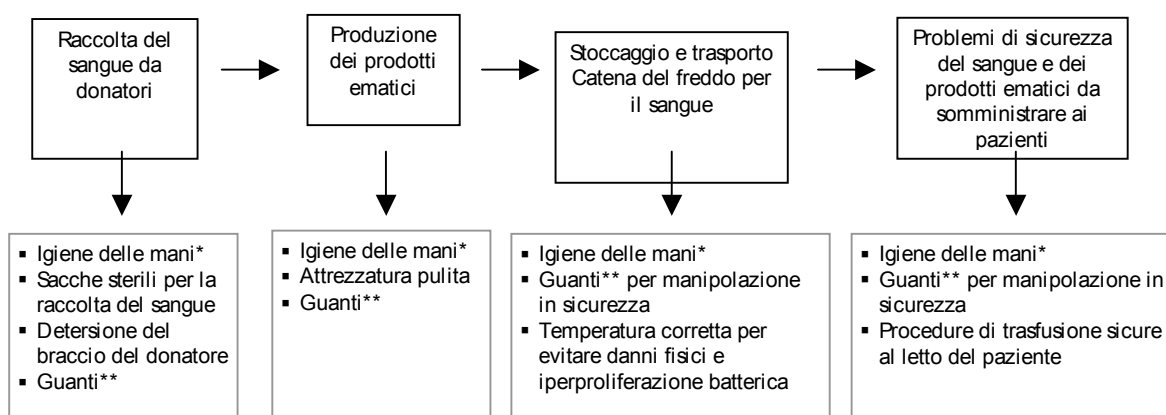 Raccolta del
sangue da
donatori
Produzione
dei prodotti
ematici
Stoccaggio e trasporto
Catena del freddo per
il sangue
Problemi di sicurezza
del sangue e dei
prodotti ematici da
somministrare ai
pazienti
▪ Igiene delle mani*
▪ Sacche sterili per la
raccolta del sangue
▪ Detersione del
braccio del donatore
▪ Guanti**
▪ Igiene delle mani*
▪ Attrezzatura pulita
▪ Guanti**
▪ Igiene delle mani*
▪ Guanti** per manipolazione
in sicurezza
▪ Temperatura corretta per
evitare danni fisici e
iperproliferazione batterica
▪ Igiene delle mani*
▪ Guanti** per manipolazione in
sicurezza
▪ Procedure di trasfusione sicure
al letto del paziente